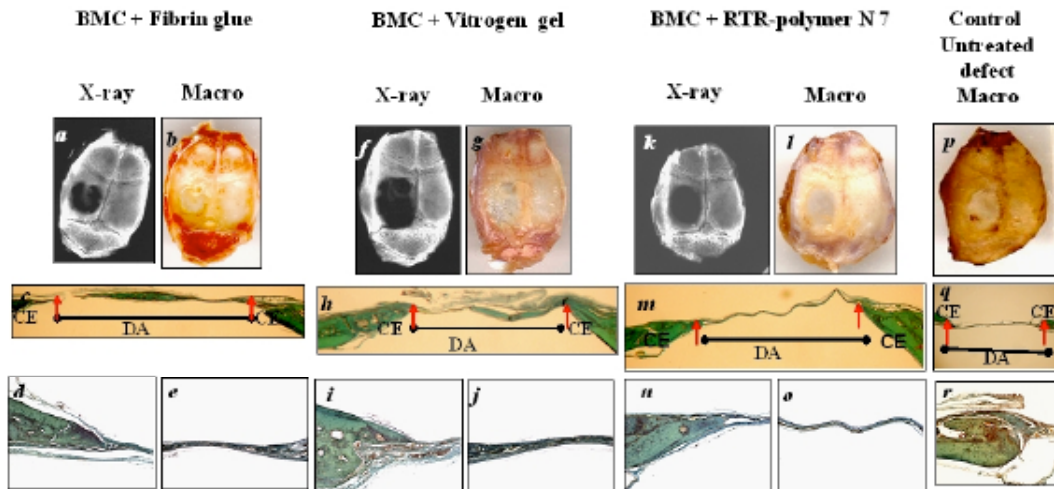 BMC + Fibrin glue
BMC + Vitrogen gel
BMC + RTR-polymer N 7
Control
Untreated
defect
Macro
X-ray Macro
X-ray Macro
X-ray Macro
a b f g k l p
c CE DA CE
h CE DA CE
m CE DA CE
q CE CE DA
d e i j n o r